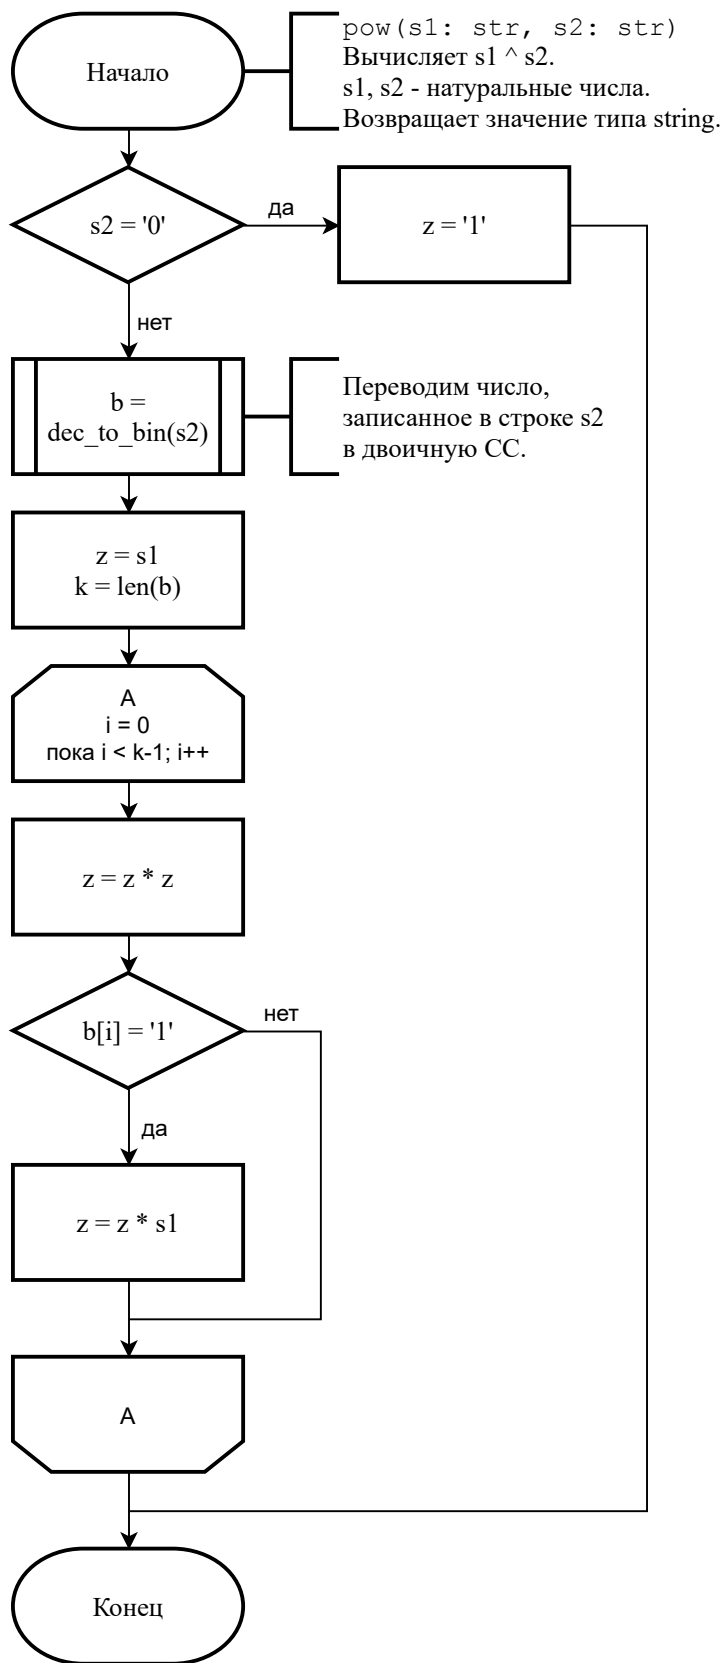 Начало
pow(s1: str, s2: str)
Вычисляет s1 ^ s2.
s1, s2 - натуральные числа.
Возвращает значение типа string.
s2 = '0'
да
z = '1'
нет
b =
dec_to_bin(s2)
Переводим число,
записанное в строке s2
в двоичную СС.
z = s1
k = len(b)
A
i = 0
пока i < k-1; i++
z = z * z
b[i] = '1'
нет
да
z = z * s1
A
Конец